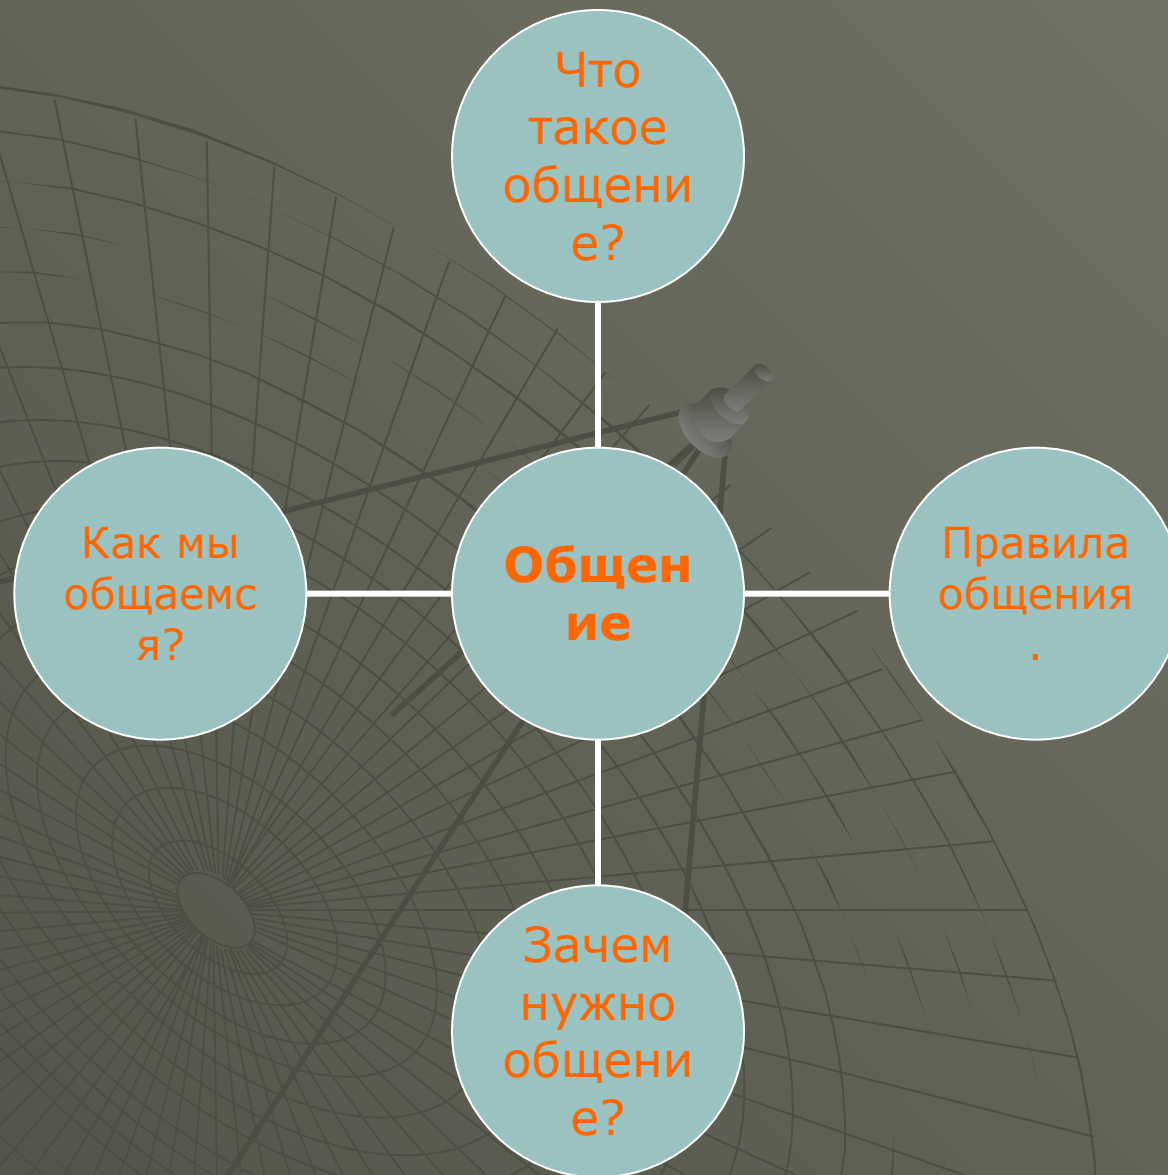 Что
такое
общени
е?
Как мы
общаемс
я?
Общен
ие
Правила
общения
.
Зачем
нужно
общени
е?